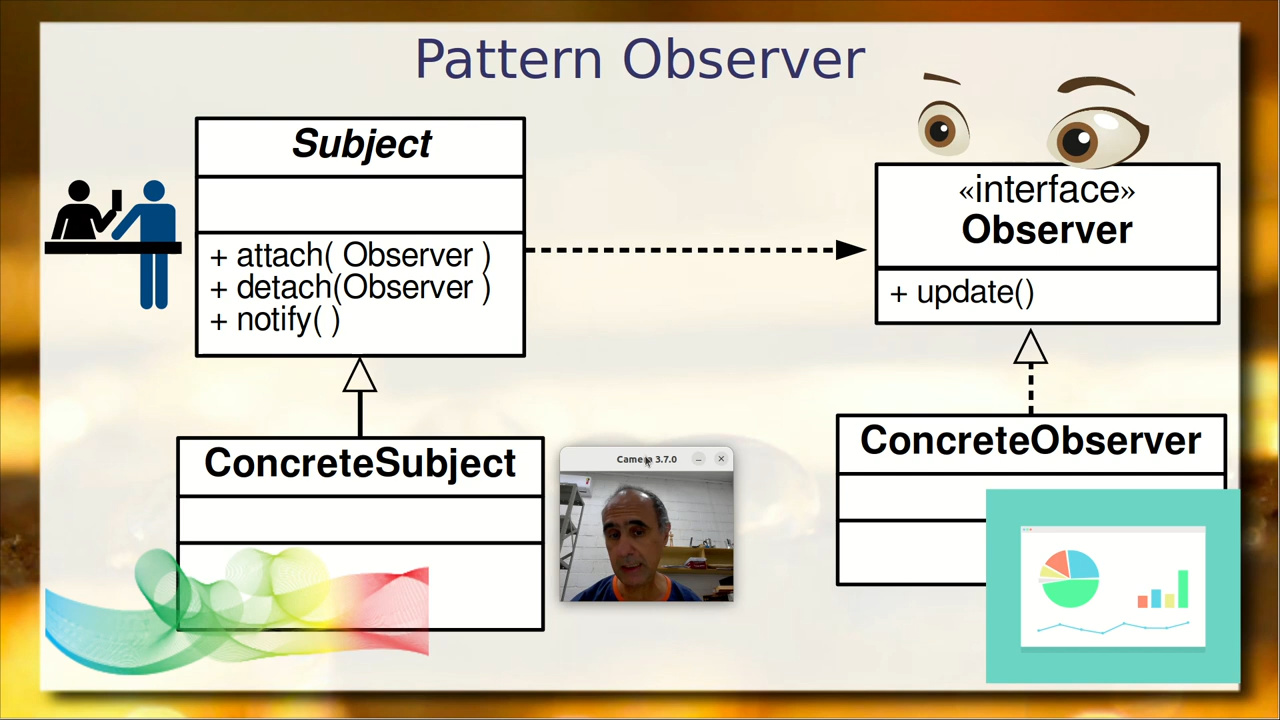 Pattern Observer
Subject
+ attach( Observer )
+ detach(Observer )
+ notify( )
«interface»
Observer
+ update()
ConcreteSubject
Camera 3.7.0
ConcreteObserver